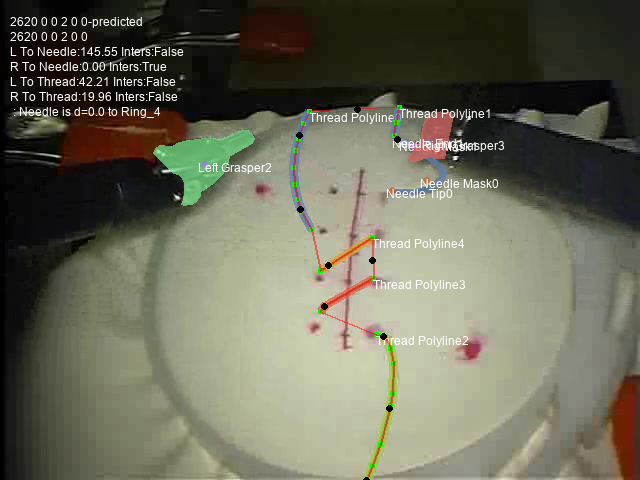 2620 0 0 2 0 0-predicted
2620 0 0 2 0 0
L To Needle:145.55 Inters:False
R To Needle:0.00 Inters:True
L To Thread:42.21 Inters:False
R To Thread:19.96 Inters:False
: Needle is d=0.0 to Ring_4
Thread Polyline
Thread Polyline1
Left Grasper2
Needle Mask0
Needle Tip0
Thread Polyline4
Thread Polyline3
Thread Polyline2